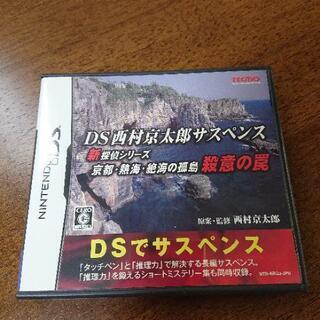 TECMO
NINTENDO DS
DS西村京太郎サスペンス
新探偵シリーズ
京都・熱海・絶海の孤島 殺意の罠
原案・監修 西村京太郎
CERO
DSでサスペンス
「タッチペン」と「推理力」で解決する長編サスペンス。
「推理力」を鍛えるショートミステリー集も同時収録。